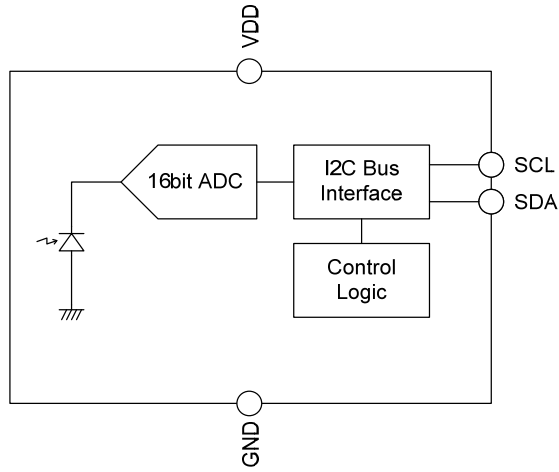 VDD
16bit ADC
I2C Bus
Interface
SCL
SDA
Control
Logic
GND